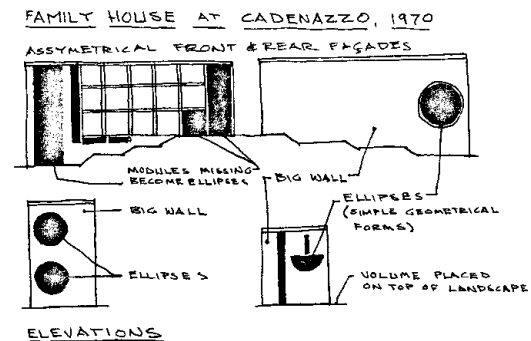 FAMILY HOUSE AT CADENAZZO, 1970
ASSYMETRICAL FRONT & REAR FAÇADES
MODULES MISSING
BECOME ELLIPSES
BIG WALL
ELLIPSES
(SIMPLE GEOMETRICAL
FORMS)
BIG WALL
ELLIPSES
VOLUME PLACED
ON TOP OF LANDSCAPE
ELEVATIONS